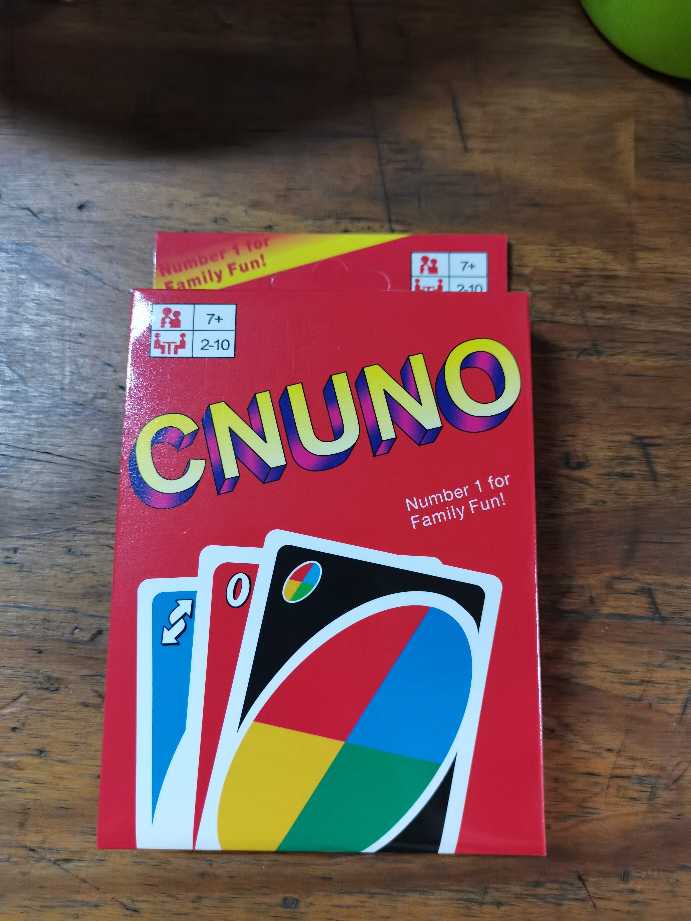 Number 1 for
Family Fun!
7+
2-10
7+
2-10
CNUNO
Number 1 for
Family Fun!
0